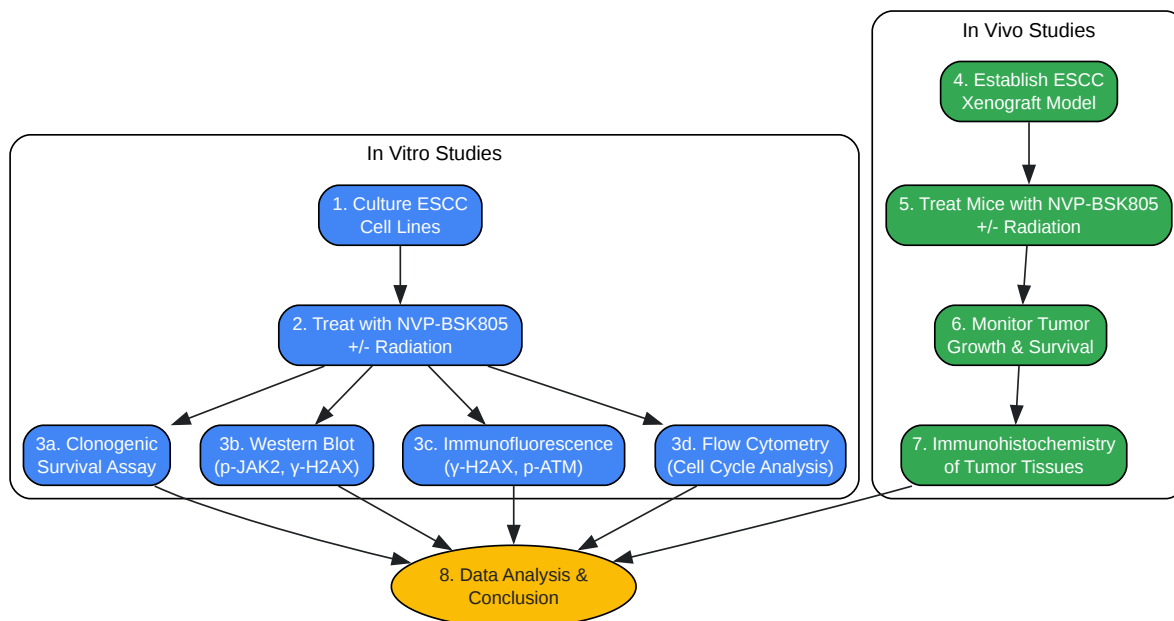 In Vitro Studies
1. Culture ESCC
Cell Lines
2. Treat with NVP-BSK805
+/- Radiation
3a. Clonogenic
Survival Assay
3b. Western Blot
(p-JAK2, γ-H2AX)
3c. Immunofluorescence
(γ-H2AX, p-ATM)
3d. Flow Cytometry
(Cell Cycle Analysis)
In Vivo Studies
4. Establish ESCC
Xenograft Model
5. Treat Mice with NVP-BSK805
+/- Radiation
6. Monitor Tumor
Growth & Survival
7. Immunohistochemistry
of Tumor Tissues
8. Data Analysis &
Conclusion